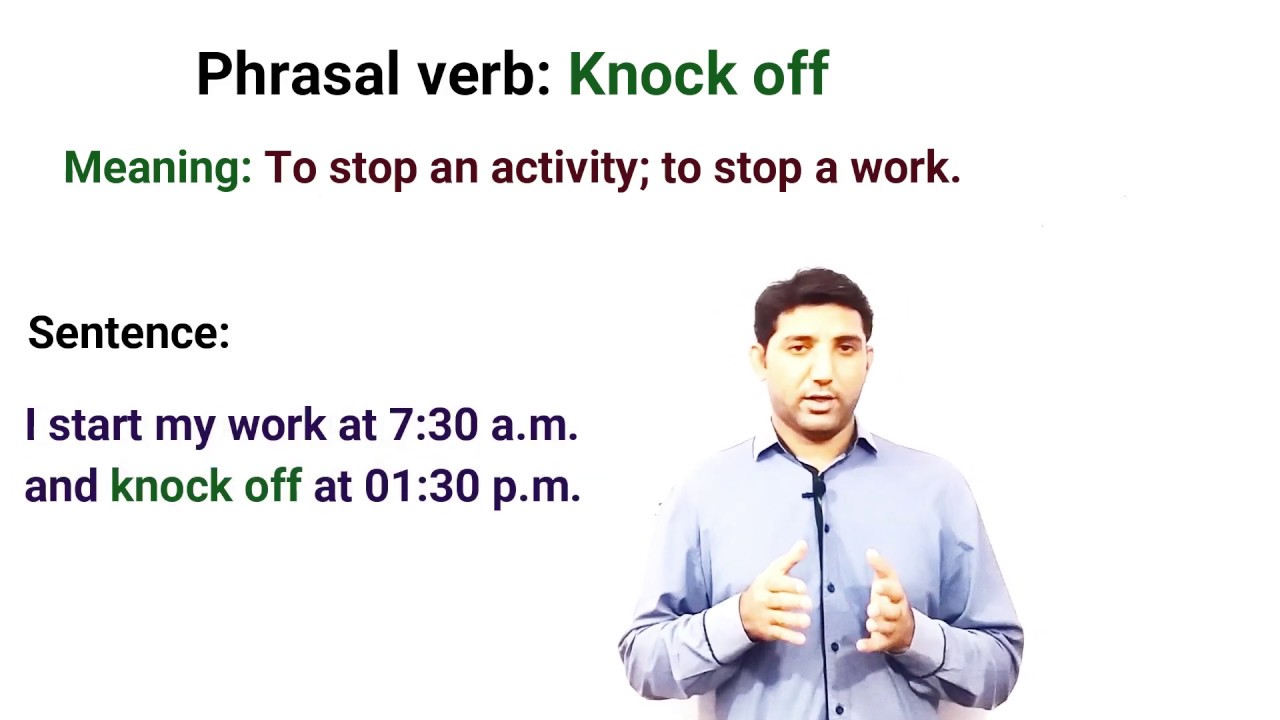 Phrasal verb: Knock off
Meaning: To stop an activity; to stop a work.
Sentence:
I start my work at 7:30 a.m.
and knock off at 01:30 p.m.